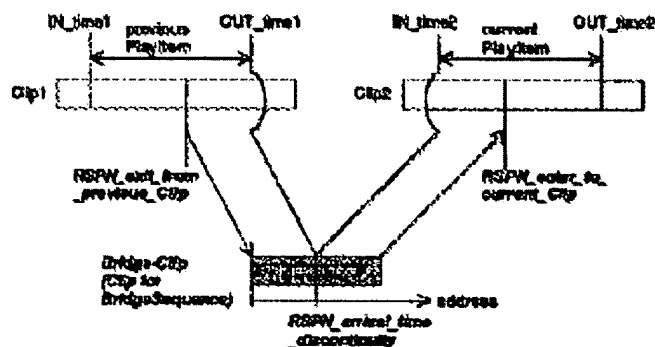 IN_time1
previous
PlayItem
OUT_time1
IN_time2
current
PlayItem
OUT_time2
Clip1
Clip2
RSPN_exit_from
_previous_Clip
RSPN_enter_to_
current_Clip
Bridge-Clip
(Clip for
BridgeSequence)
address
RSPN_arrival_time
_discontinuity